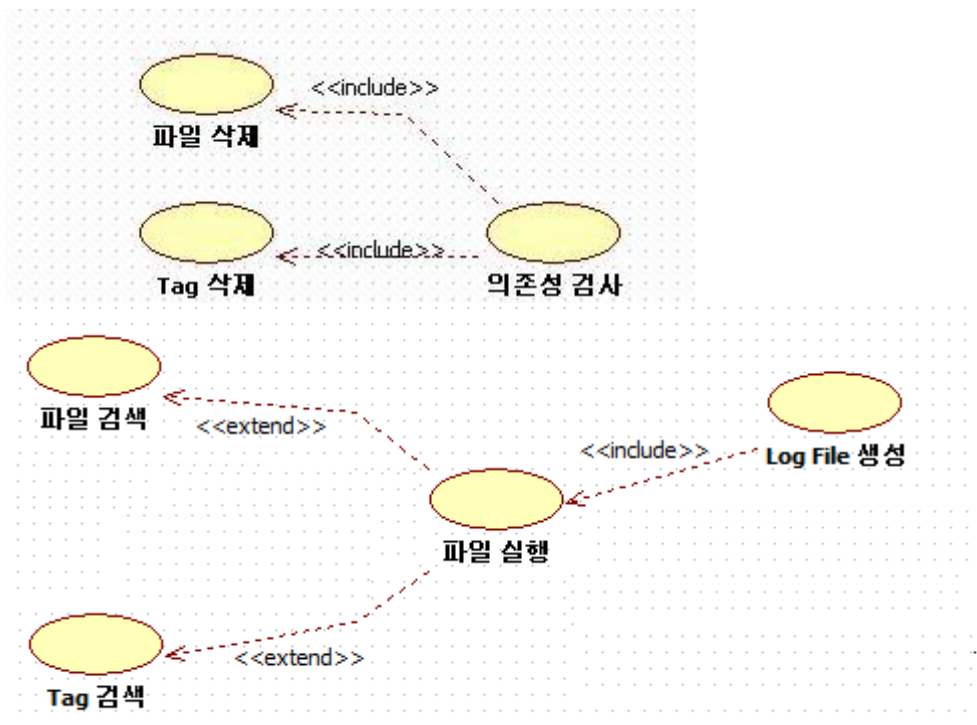 <<include>>
파일 삭제
<<include>>
Tag 삭제
의존성 검사
파일 검색
<<extend>>
<<include>>
Log File 생성
파일 실행
<<extend>>
Tag 검색